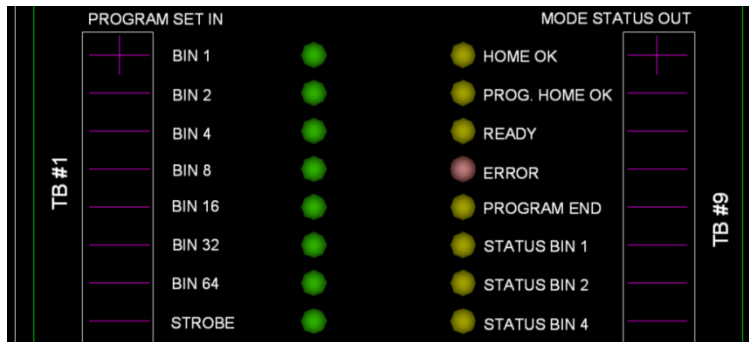 PROGRAM SET IN
MODE STATUS OUT
BIN 1
HOME OK
BIN 2
PROG. HOME OK
BIN 4
READY
BIN 8
ERROR
BIN 16
PROGRAM END
BIN 32
STATUS BIN 1
BIN 64
STATUS BIN 2
STROBE
STATUS BIN 4
TB #1
TB #9